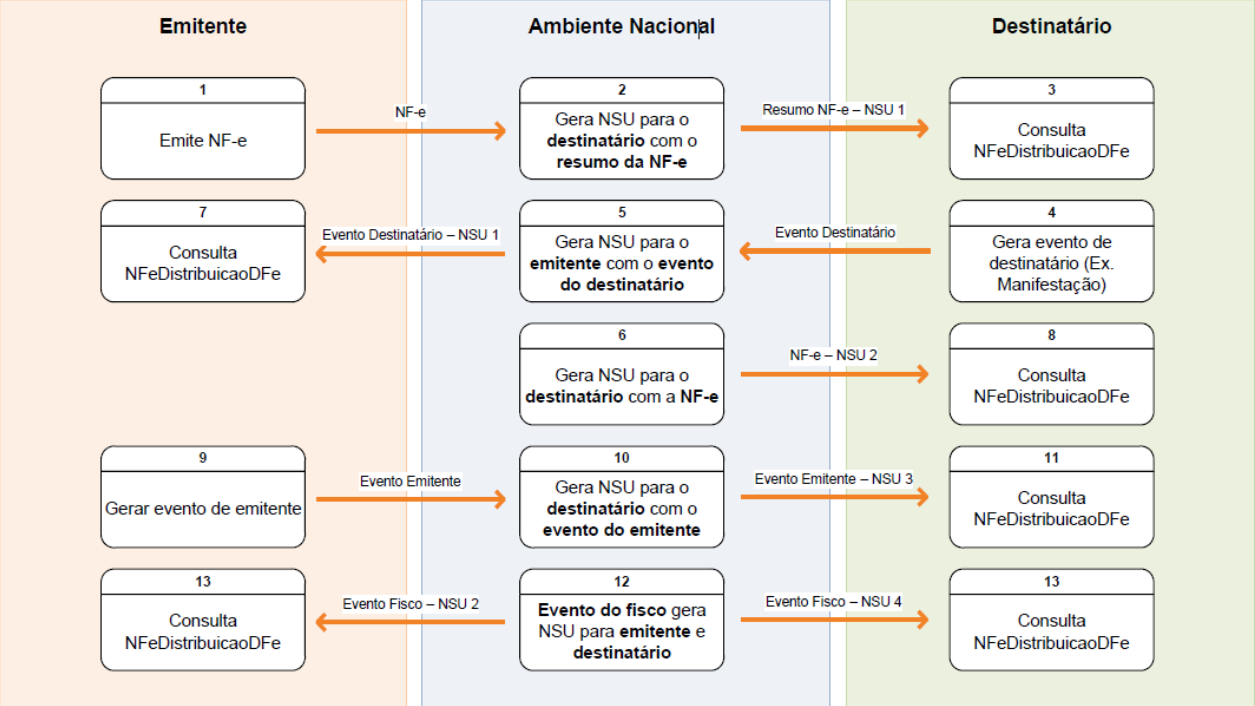 Emitente
Ambiente Nacional
Destinatário
1
Emite NF-e
NF-e
2
Gera NSU para o
destinatário com o
resumo da NF-e
Resumo NF-e – NSU 1
3
Consulta
NFeDistribuicaoDFe
7
Consulta
NFeDistribuicaoDFe
Evento Destinatário – NSU 1
5
Gera NSU para o
emitente com o evento
do destinatário
Evento Destinatário
4
Gera evento de
destinatário (Ex.
Manifestação)
6
Gera NSU para o
destinatário com a NF-e
NF-e – NSU 2
8
Consulta
NFeDistribuicaoDFe
9
Gerar evento de emitente
Evento Emitente
10
Gera NSU para o
destinatário com o
evento do emitente
Evento Emitente – NSU 3
11
Consulta
NFeDistribuicaoDFe
13
Consulta
NFeDistribuicaoDFe
Evento Fisco – NSU 2
12
Evento do fisco gera
NSU para emitente e
destinatário
Evento Fisco – NSU 4
13
Consulta
NFeDistribuicaoDFe